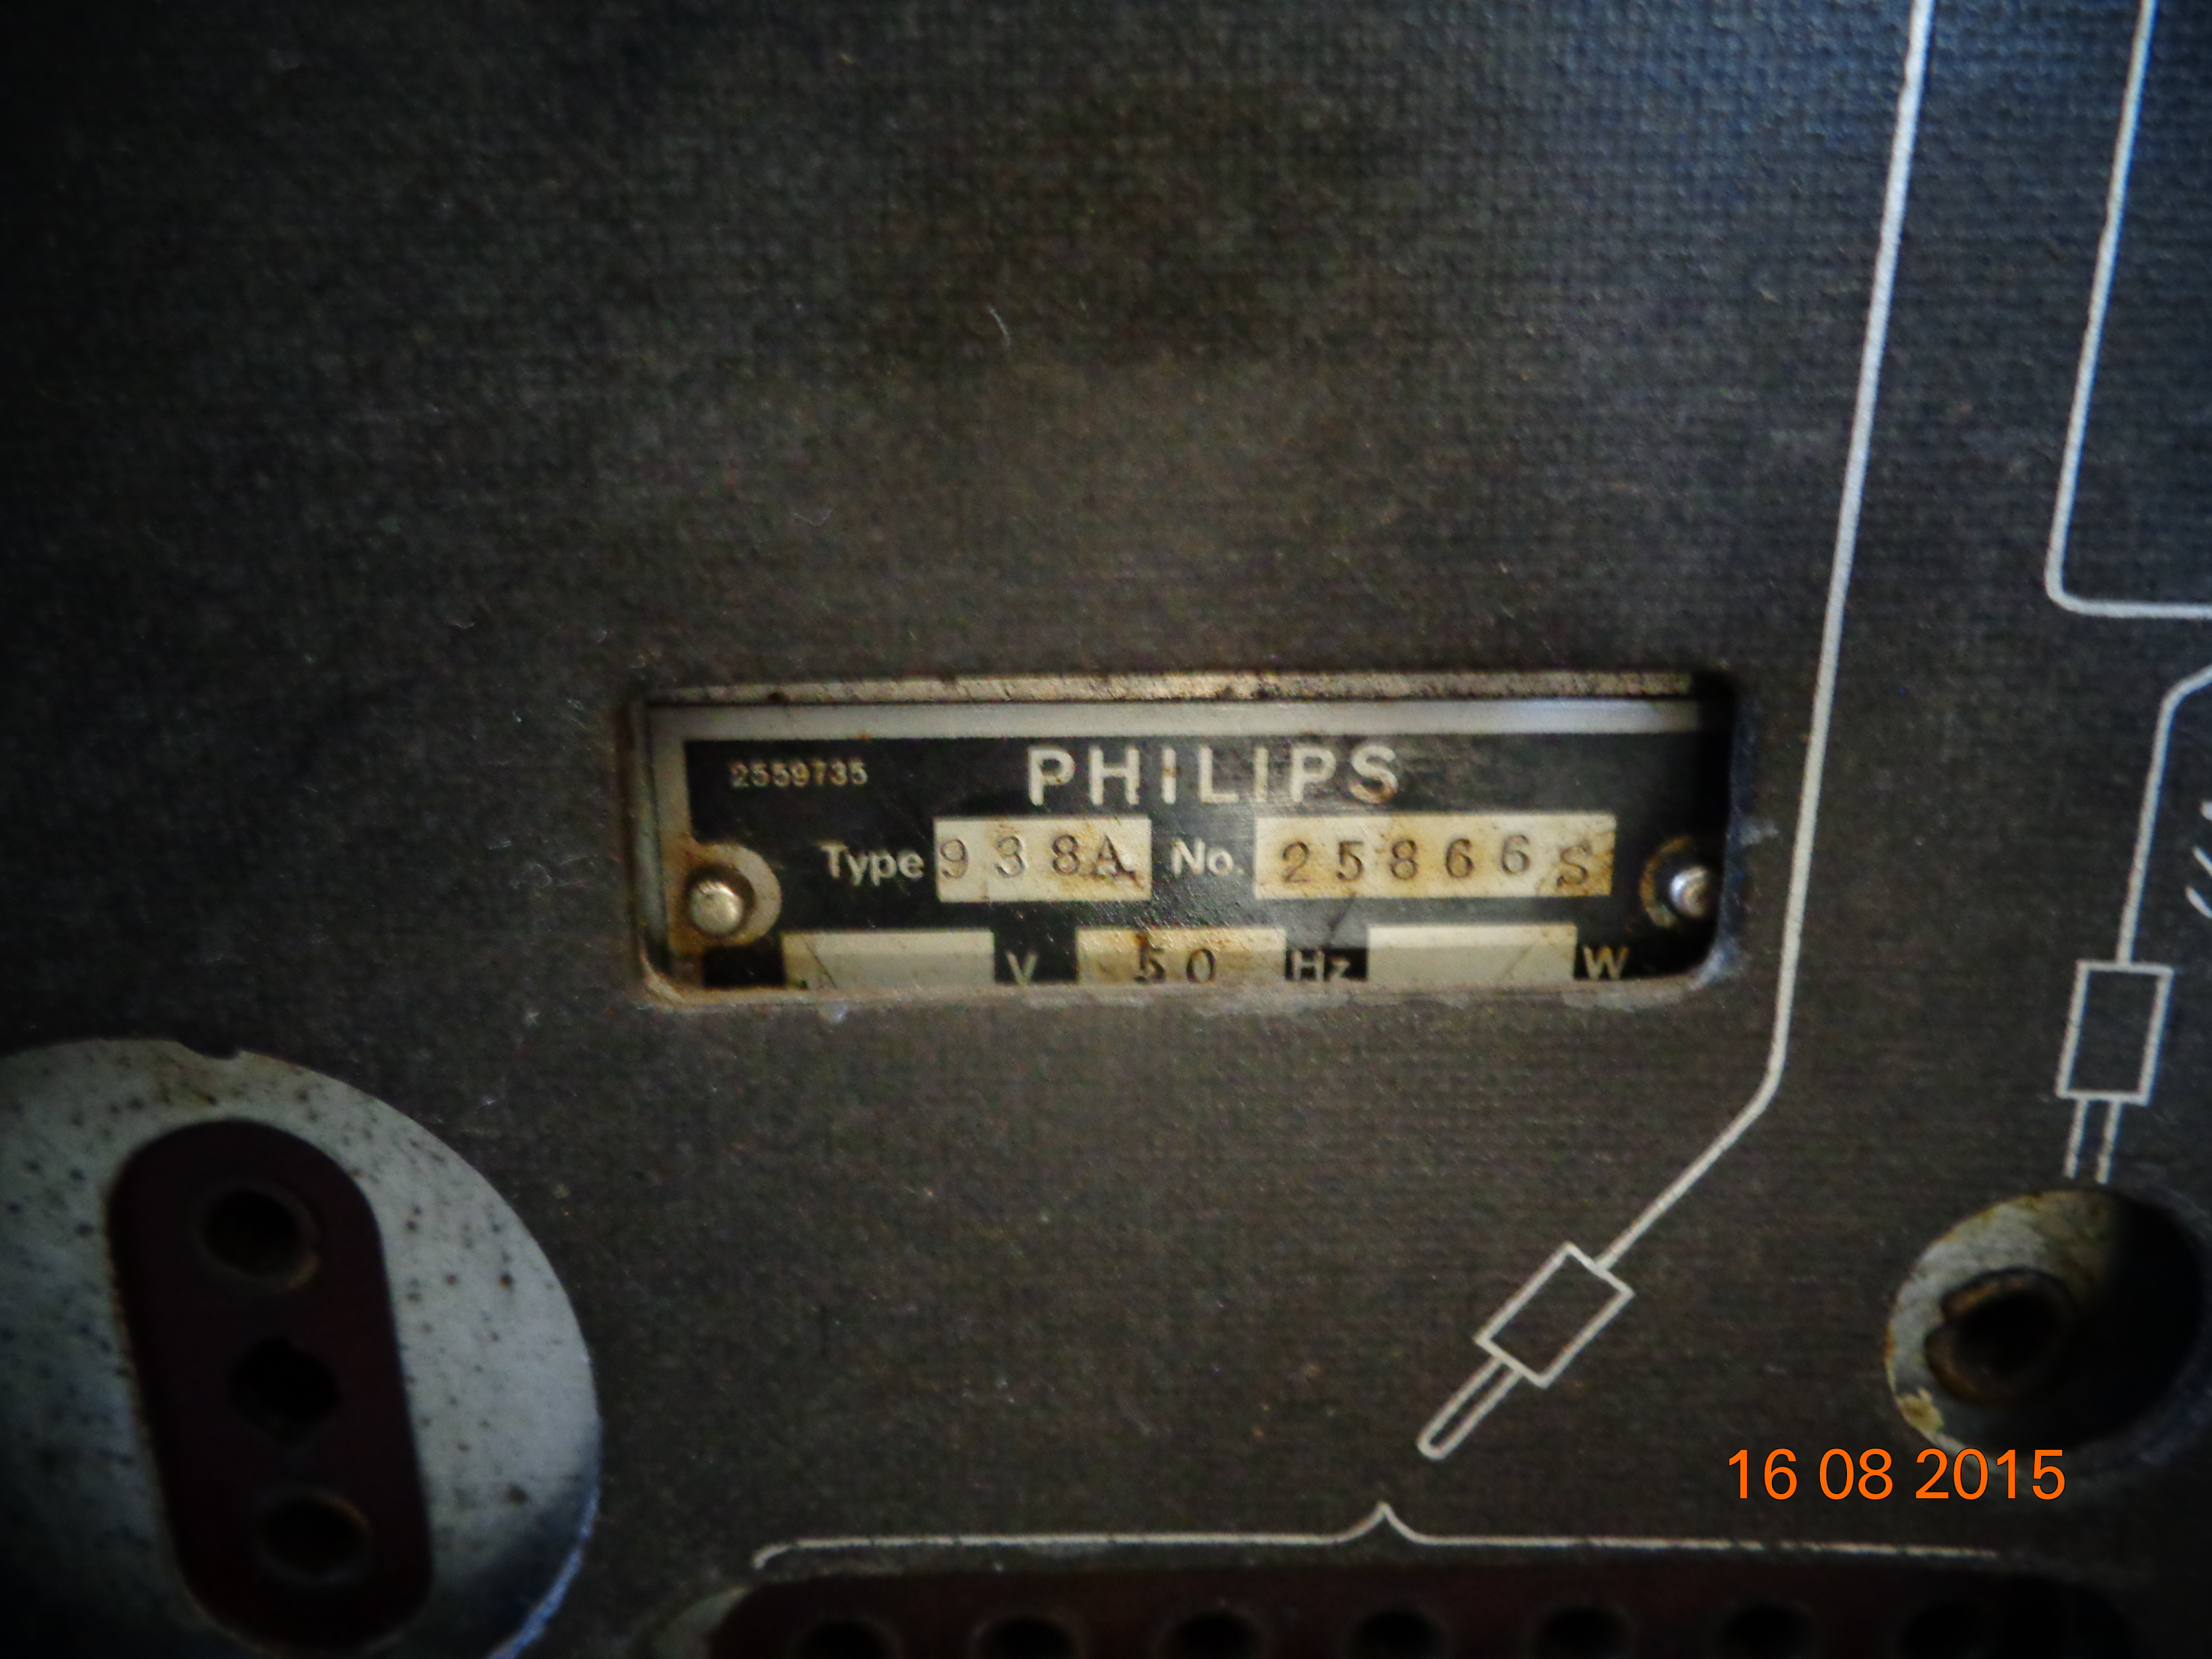 2559735 PHILIPS
Type 938A No. 25866S
V 50 Hz W
16 08 2015